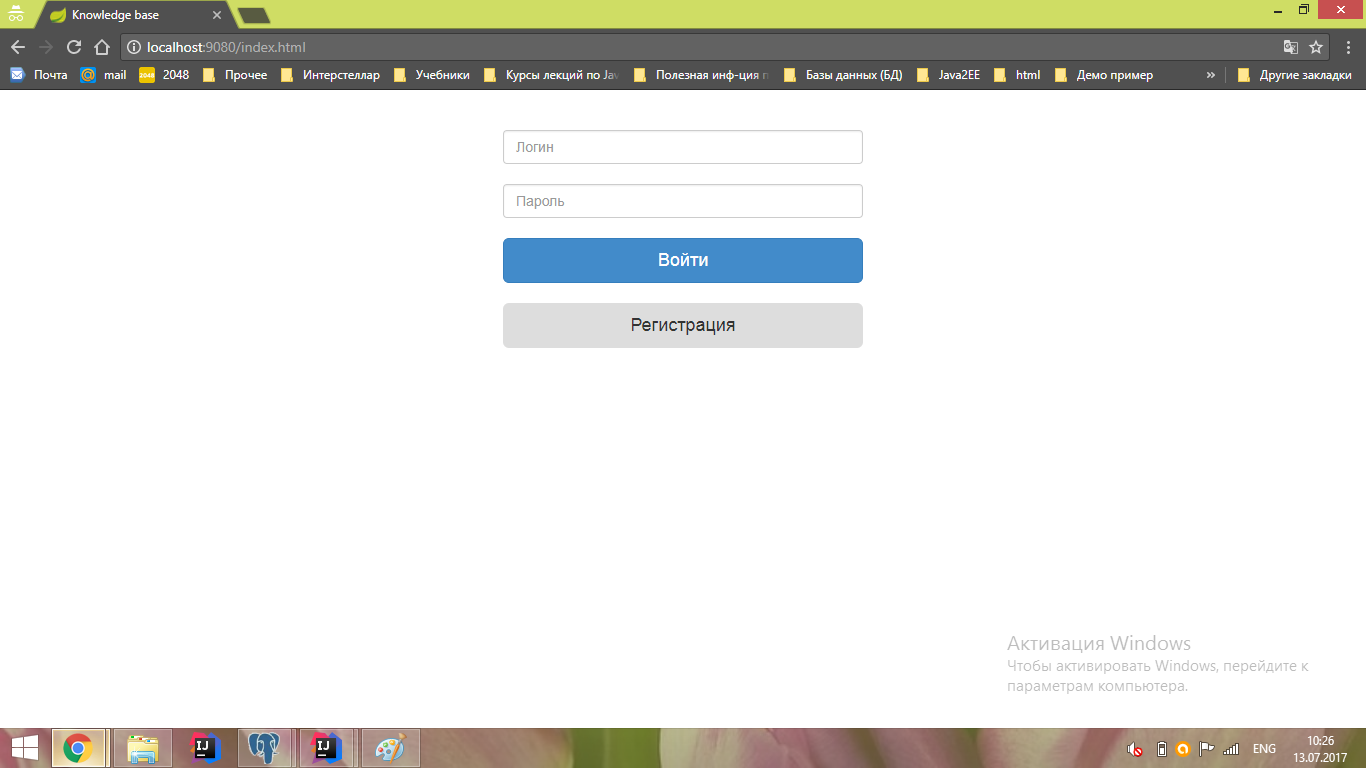 Knowledge base
localhost:9080/index.html
Почта mail 2048 Прочее Интерстеллар Учебники Курсы лекций по Jav Полезная инф-ция п Базы данных (БД) Java2EE html Демо пример » Другие закладки
Логин
Пароль
Войти
Регистрация
Активация Windows
Чтобы активировать Windows, перейдите к
параметрам компьютера.
IJ IJ ENG 10:26
13.07.2017